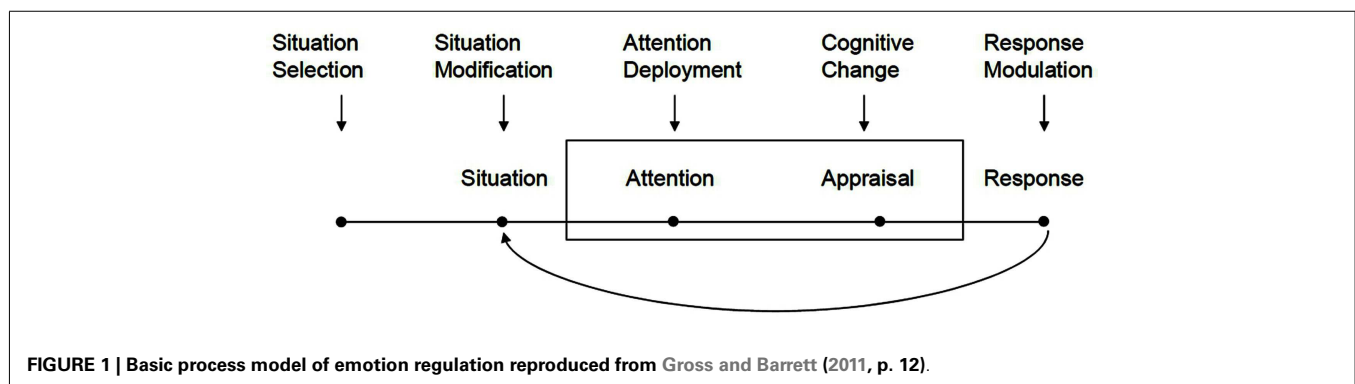 Situation Selection
Situation Modification
Attention Deployment
Cognitive Change
Response Modulation
Situation
Attention
Appraisal
Response
FIGURE 1 | Basic process model of emotion regulation reproduced from Gross and Barrett (2011, p. 12).